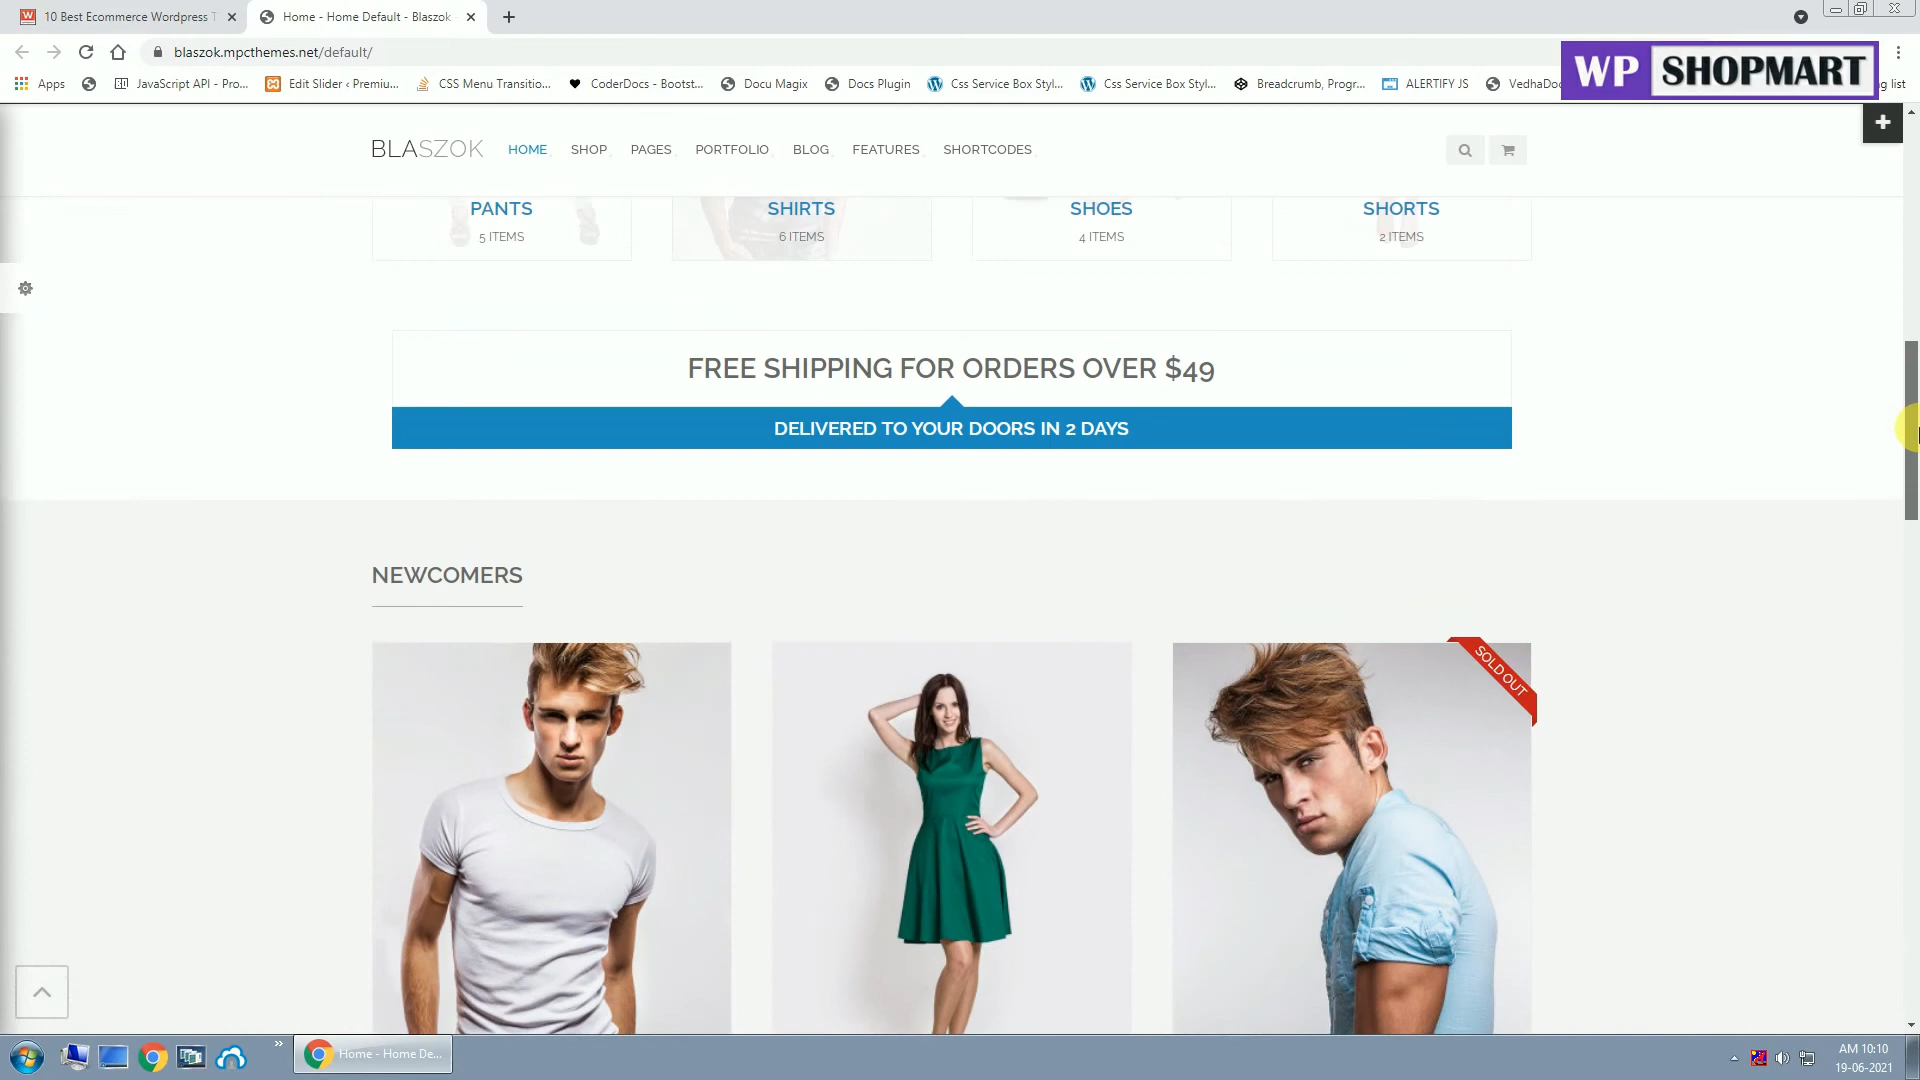 10 Best Ecommerce Wordpress T
Home - Home Default - Blaszok
blaszok.mpcthemes.net/default/
WP SHOPMART
Apps
JavaScript API - Pro...
Edit Slider ‹ Premiu...
CSS Menu Transitio...
CoderDocs - Bootst...
Docu Magix
Docs Plugin
Css Service Box Styl...
Css Service Box Styl...
Breadcrumb, Progr...
ALERTIFY JS
VedhaDo
g list
BLASZOK
HOME
SHOP
PAGES
PORTFOLIO
BLOG
FEATURES
SHORTCODES
PANTS
SHIRTS
SHOES
SHORTS
5 ITEMS
6 ITEMS
4 ITEMS
2 ITEMS
FREE SHIPPING FOR ORDERS OVER $49
DELIVERED TO YOUR DOORS IN 2 DAYS
NEWCOMERS
SOLD OUT
Home - Home De...
AM 10:10
19-06-2021